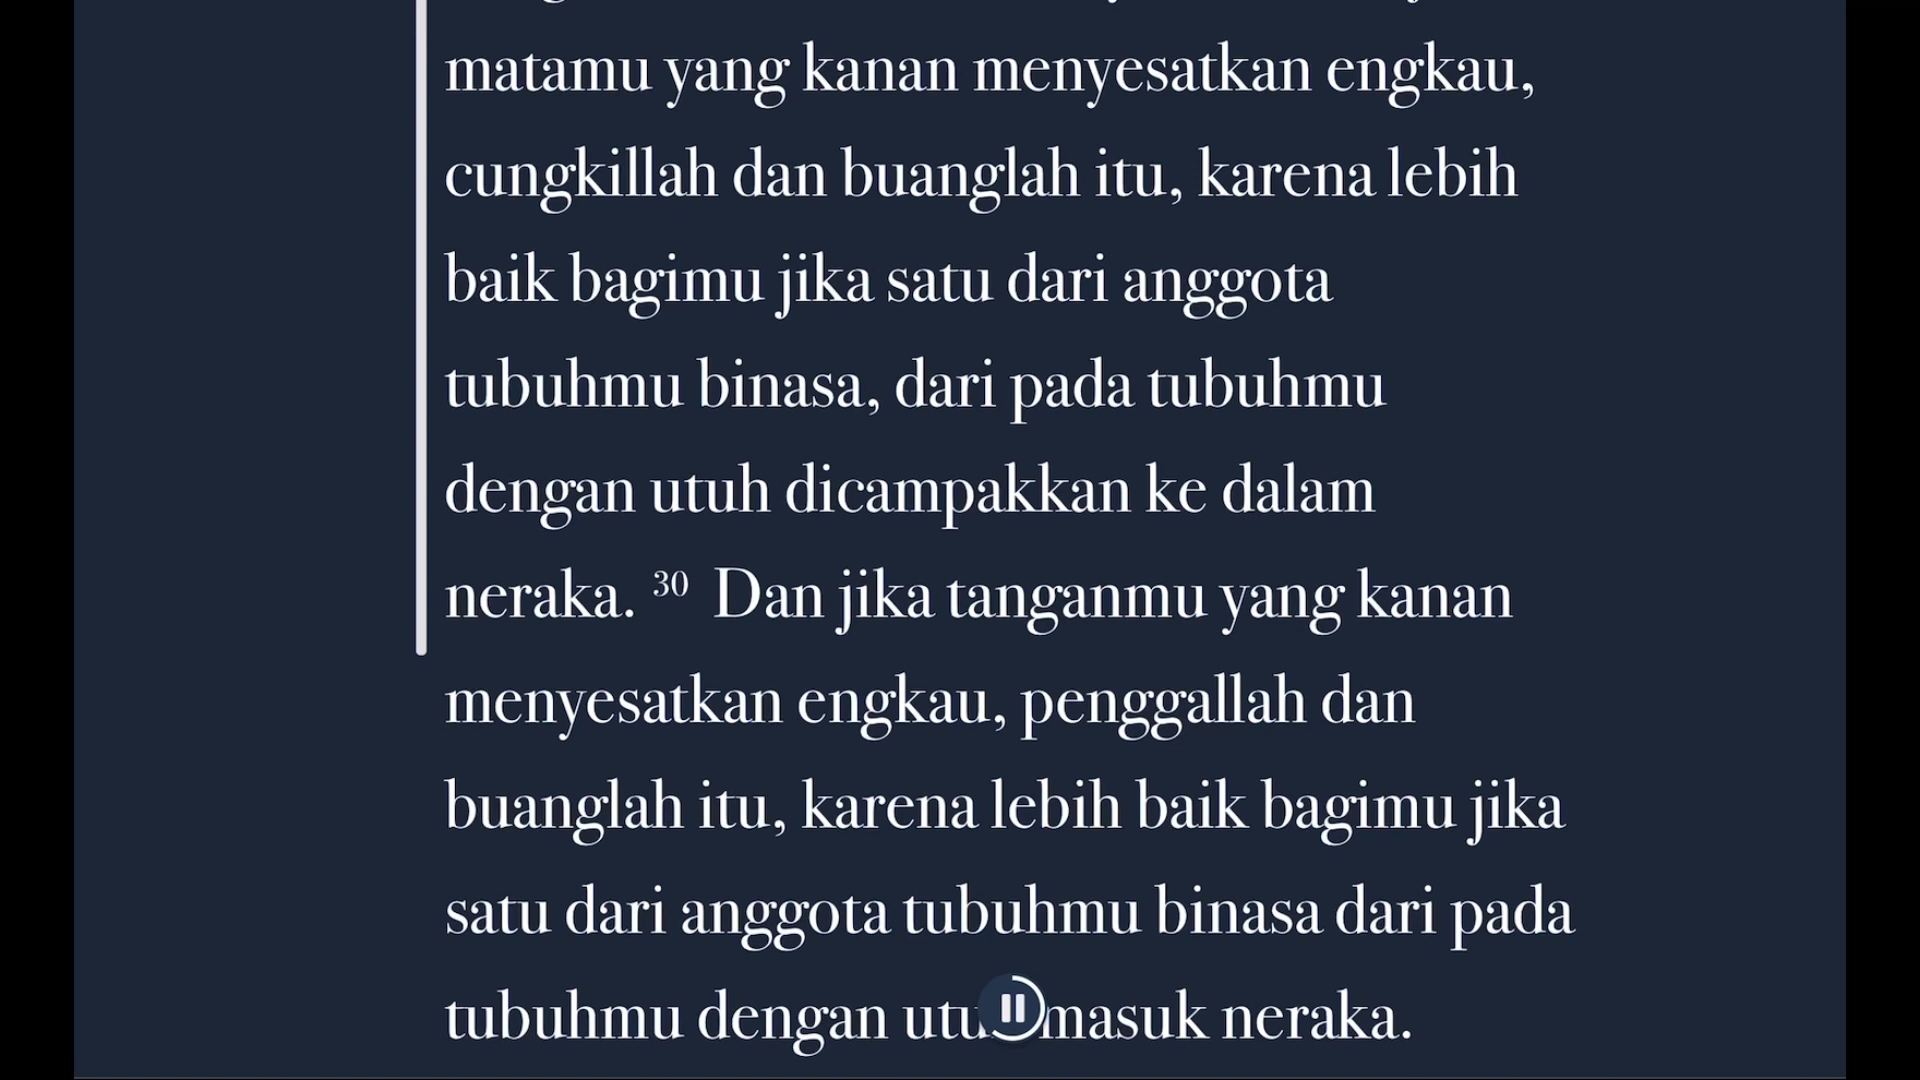 matamu yang kanan menyesatkan engkau,
cungkillah dan buanglah itu, karena lebih
baik bagimu jika satu dari anggota
tubuhmu binasa, dari pada tubuhmu
dengan utuh dicampakkan ke dalam
neraka. 30 Dan jika tanganmu yang kanan
menyesatkan engkau, penggallah dan
buanglah itu, karena lebih baik bagimu jika
satu dari anggota tubuhmu binasa dari pada
tubuhmu dengan masuk neraka.